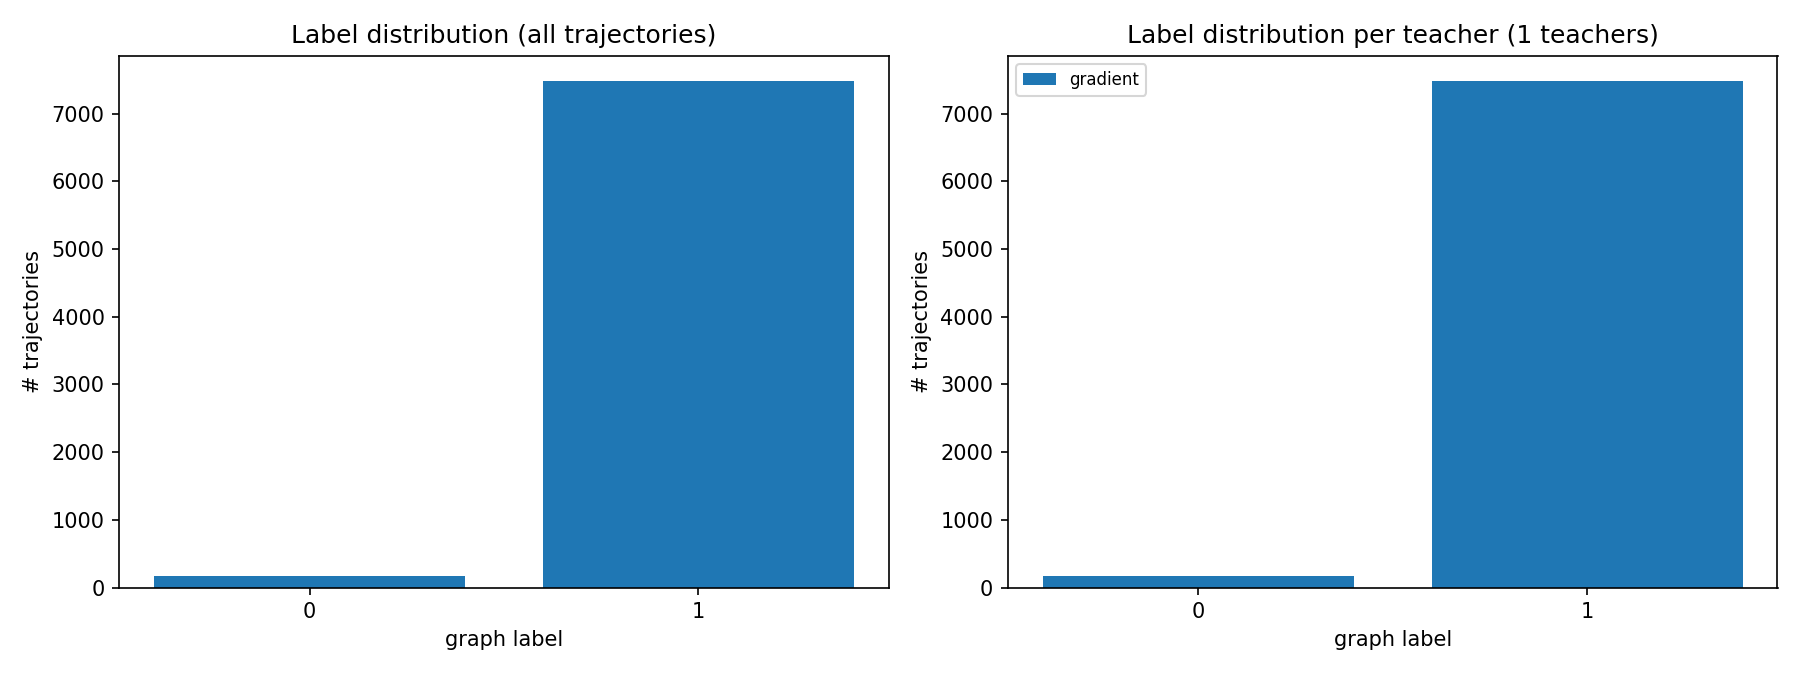 Label distribution (all trajectories)
# trajectories
7000
6000
5000
4000
3000
2000
1000
0
0 1
graph label
Label distribution per teacher (1 teachers)
gradient
# trajectories
7000
6000
5000
4000
3000
2000
1000
0
0 1
graph label